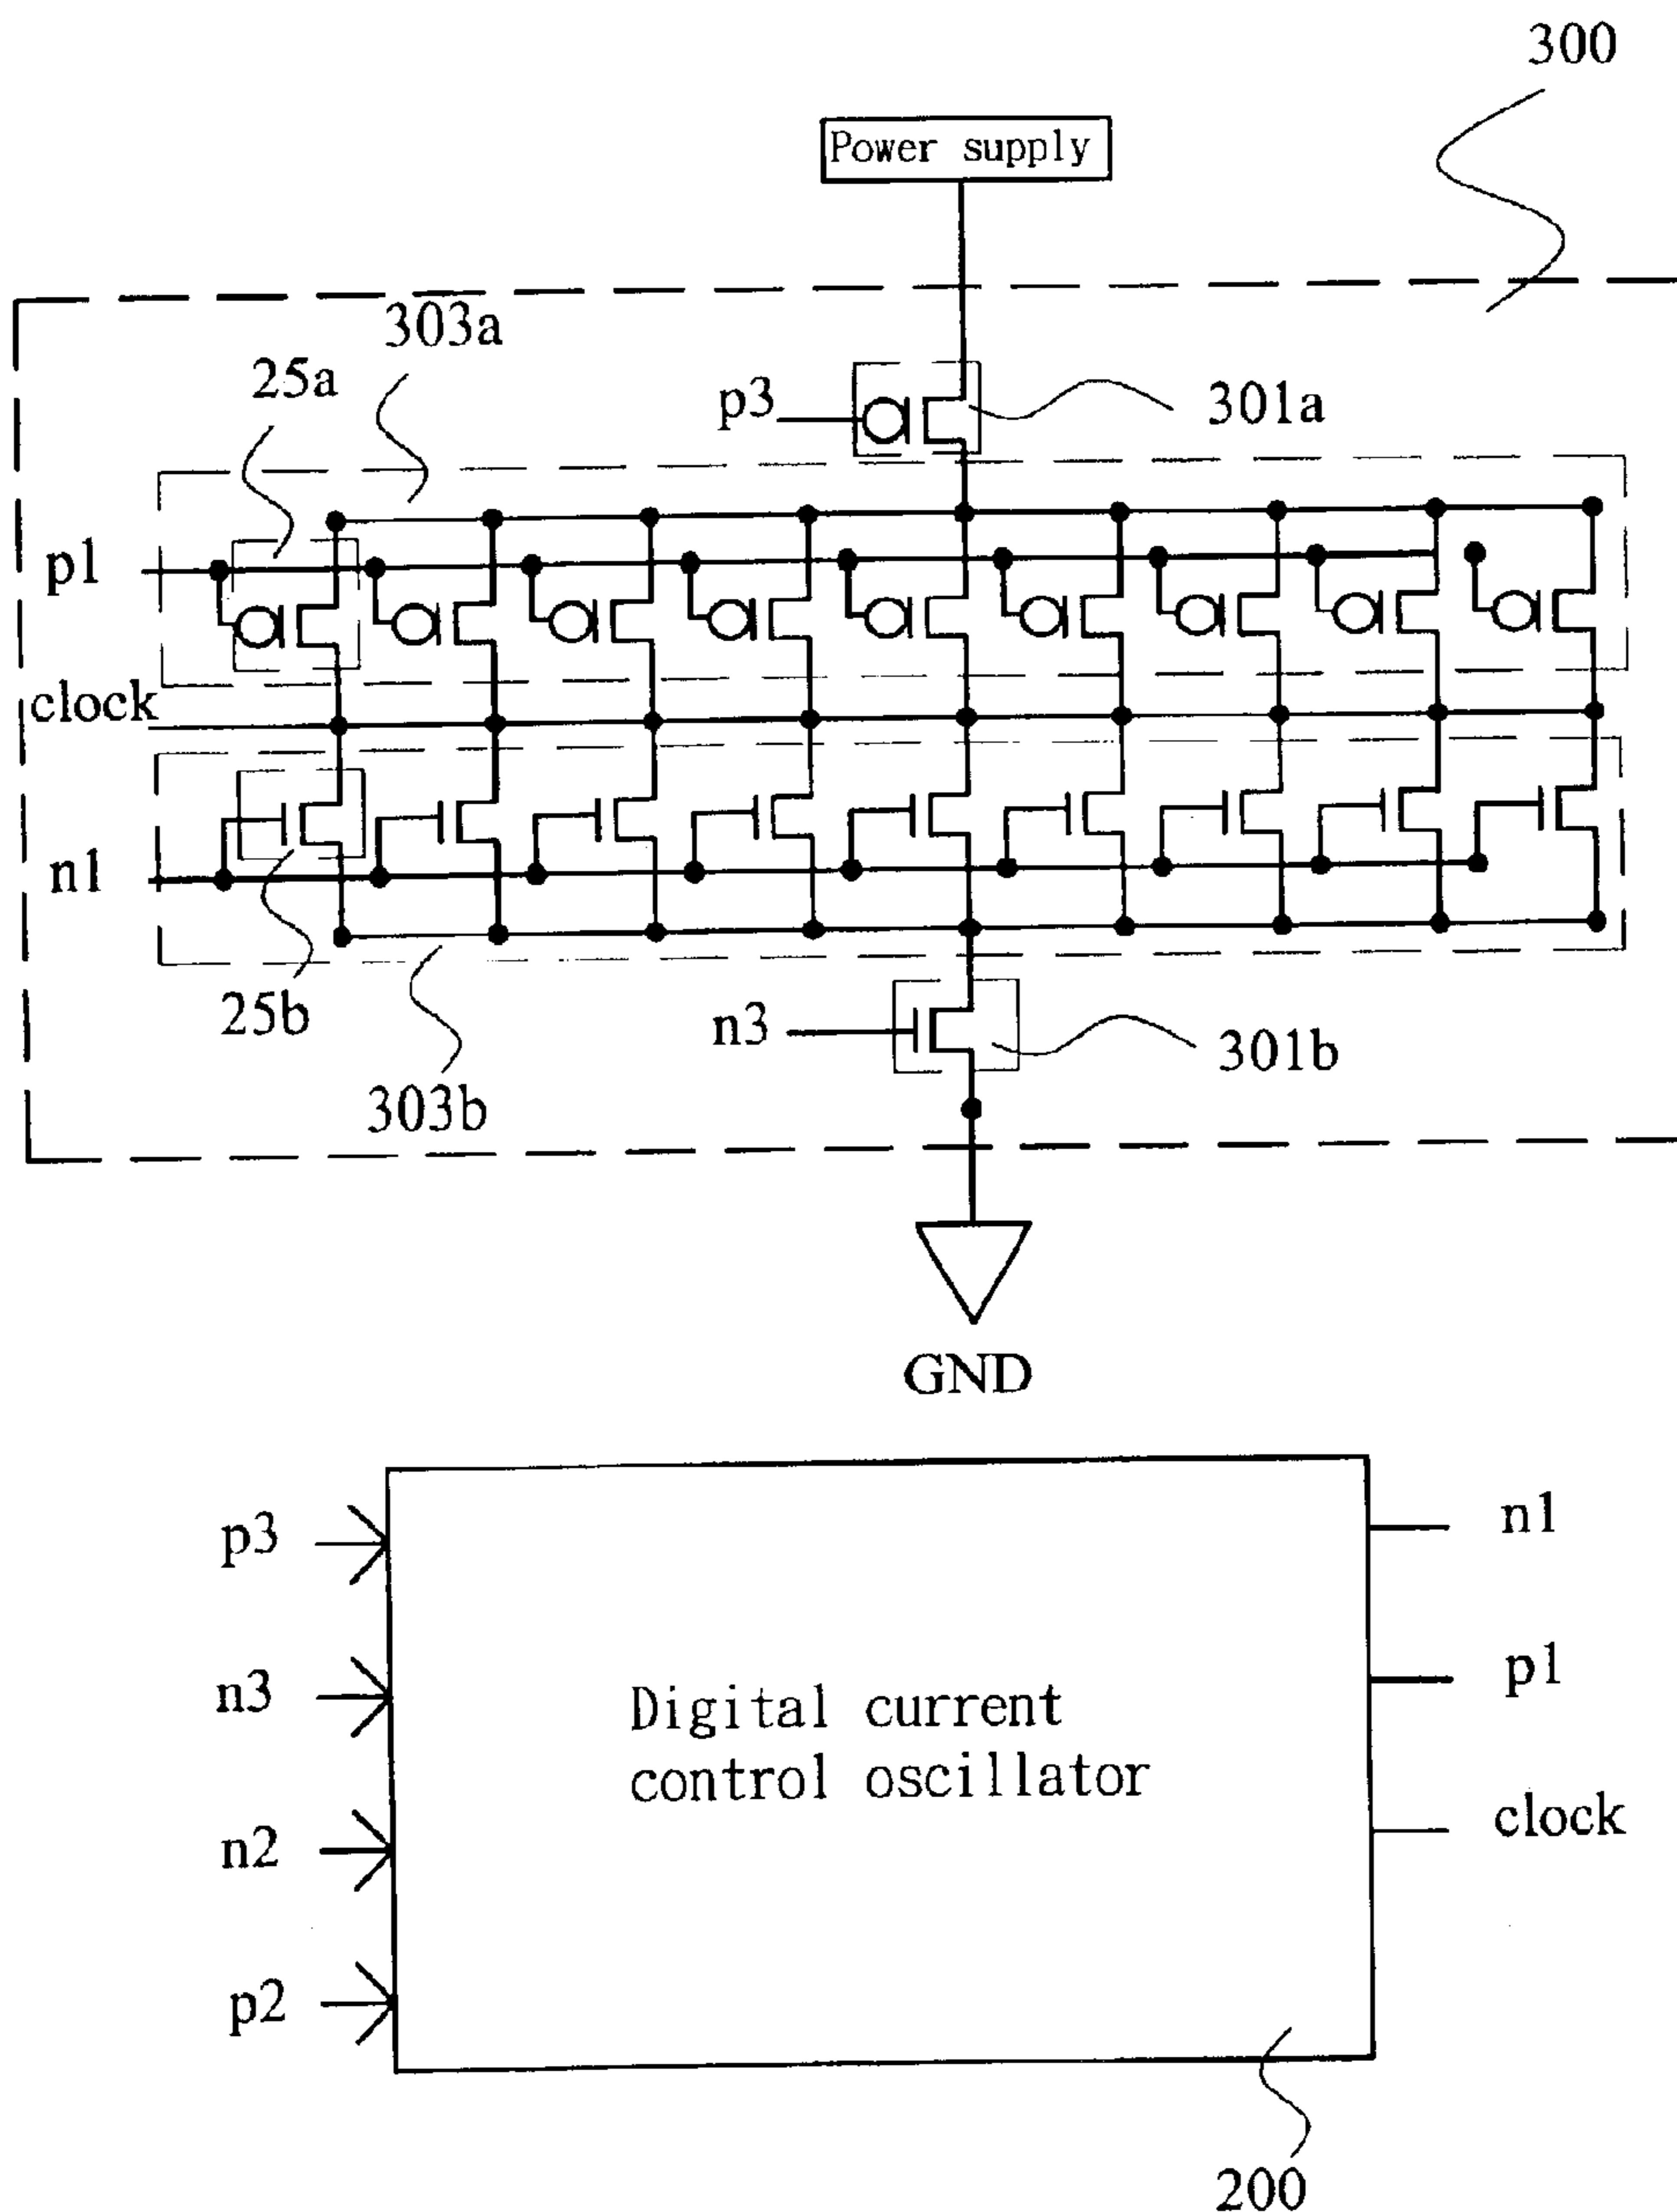 300
Power supply
303a
25a
p3
301a
p1
clock
n1
25b
n3
301b
303b
GND
p3
n1
n3
p1
Digital current
control oscillator
n2
clock
p2
200